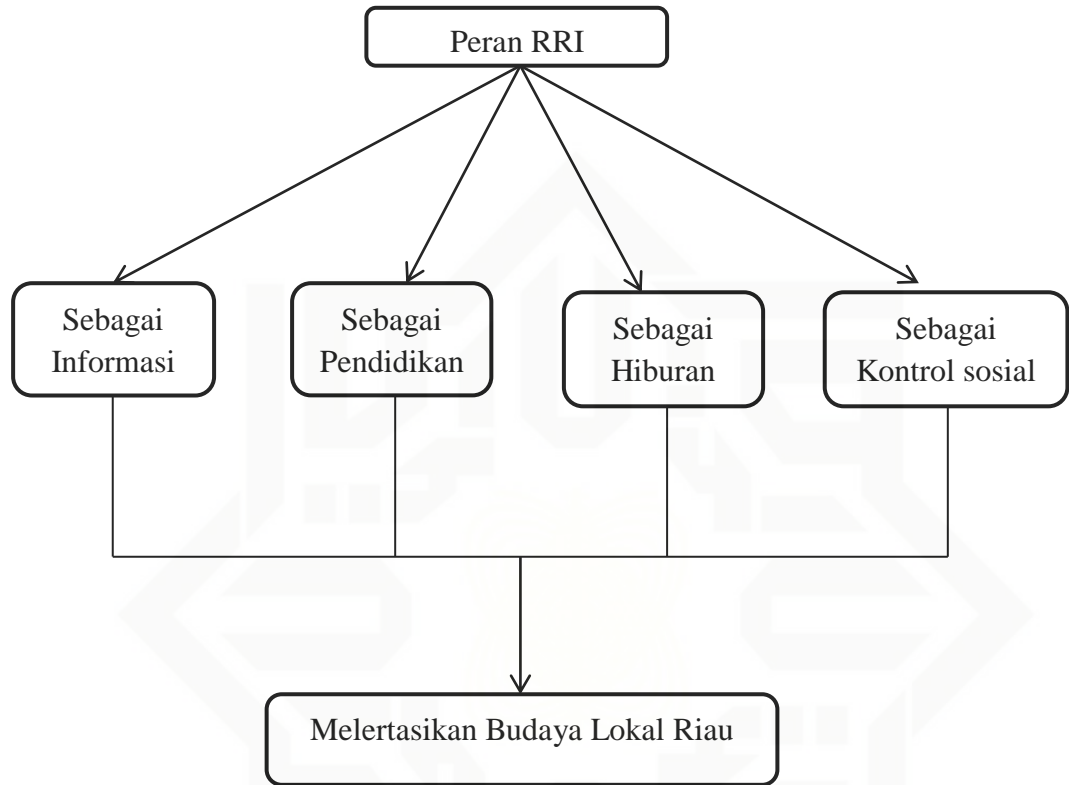 Peran RRI
Sebagai
Informasi
Sebagai
Pendidikan
Sebagai
Hiburan
Sebagai
Kontrol sosial
Melertasikan Budaya Lokal Riau